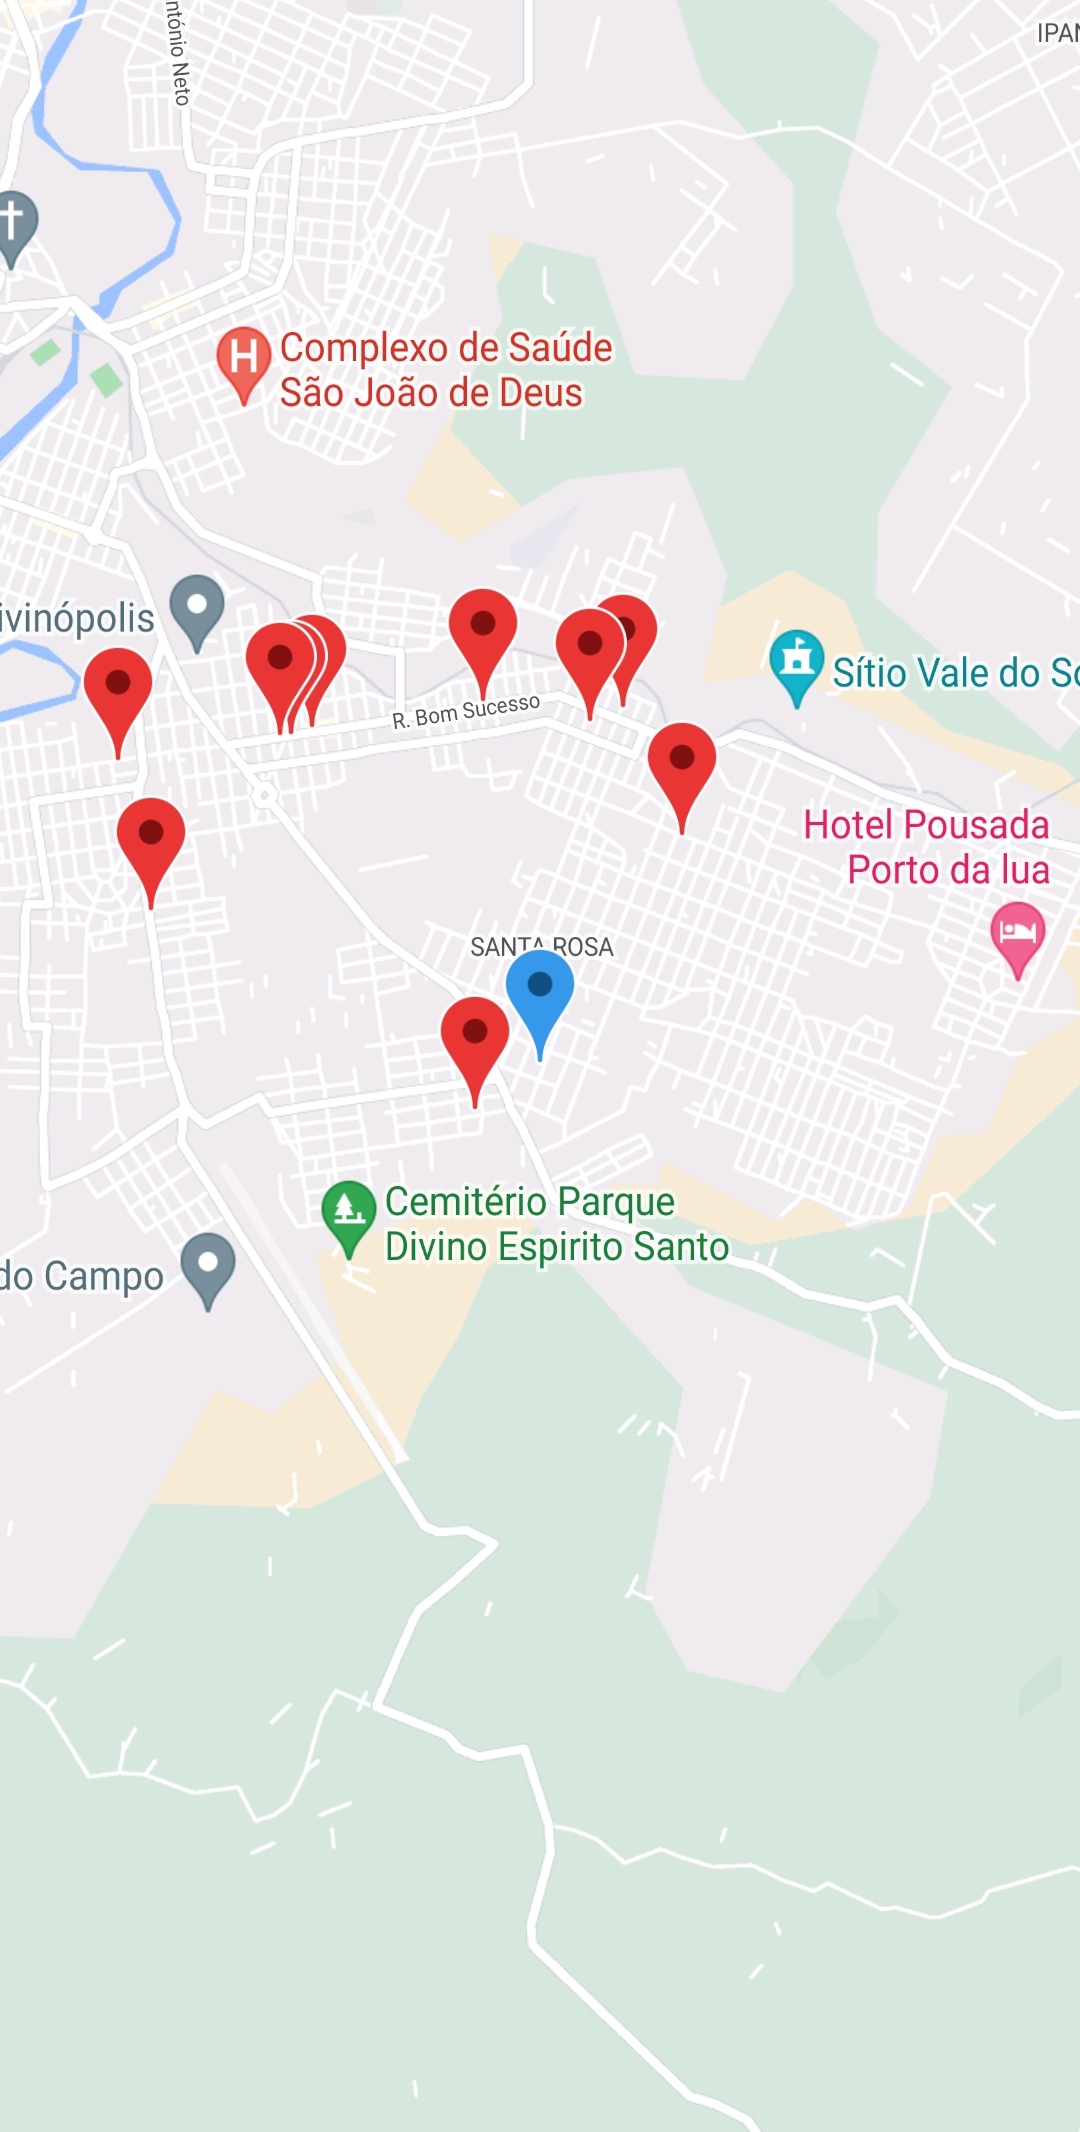 ntónio Neto
IPAN
Complexo de Saúde
São João de Deus
ivinópolis
Sítio Vale do So
R. Bom Sucesso
Hotel Pousada
Porto da lua
SANTA ROSA
Cemitério Parque
Divino Espirito Santo
do Campo